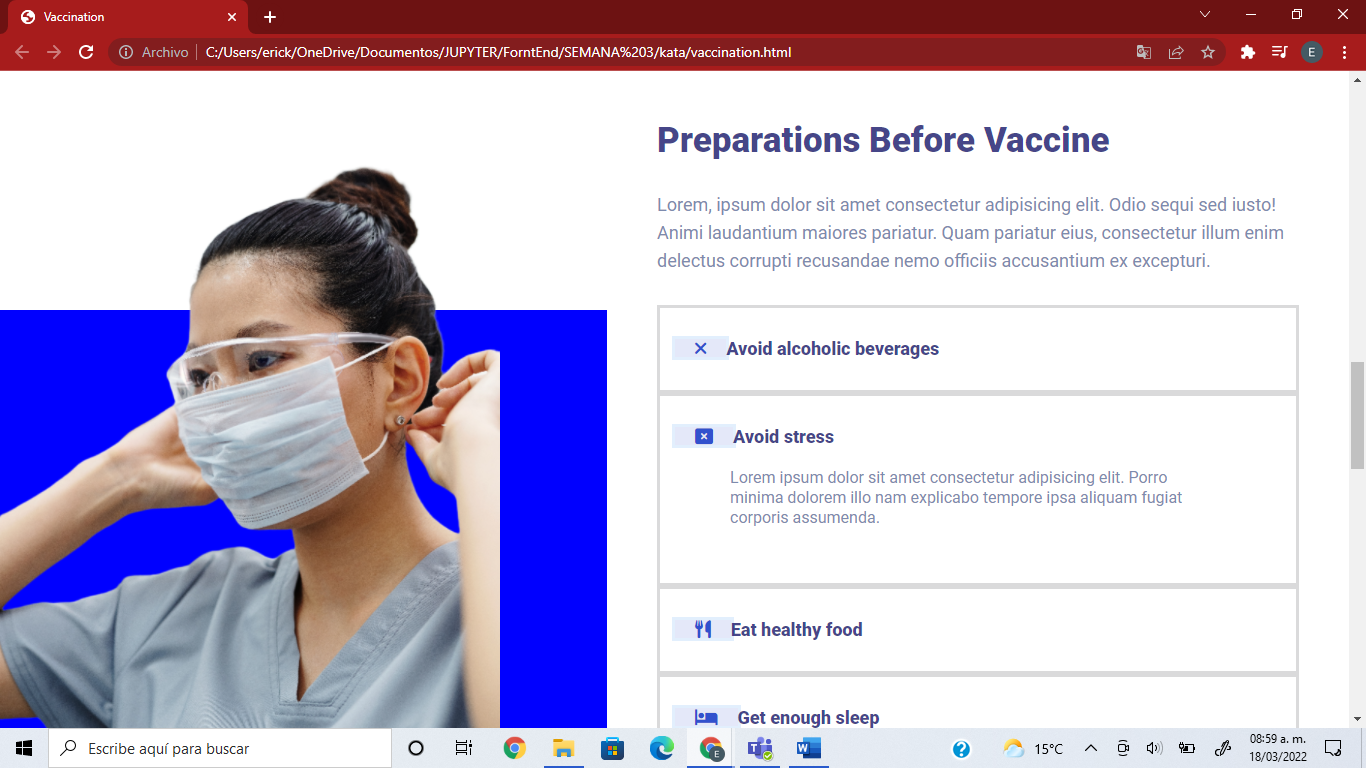 Vaccination
Archivo C:/Users/erick/OneDrive/Documentos/JUPYTER/ForntEnd/SEMANA%203/kata/vaccination.html
E
Preparations Before Vaccine
Lorem, ipsum dolor sit amet consectetur adipisicing elit. Odio sequi sed iusto!
Animi laudantium maiores pariatur. Quam pariatur eius, consectetur illum enim
delectus corrupti recusandae nemo officiis accusantium ex excepturi.
Avoid alcoholic beverages
Avoid stress
Lorem ipsum dolor sit amet consectetur adipisicing elit. Porro
minima dolorem illo nam explicabo tempore ipsa aliquam fugiat
corporis assumenda.
Eat healthy food
Get enough sleep
Escribe aquí para buscar
15°C
08:59 a. m.
18/03/2022